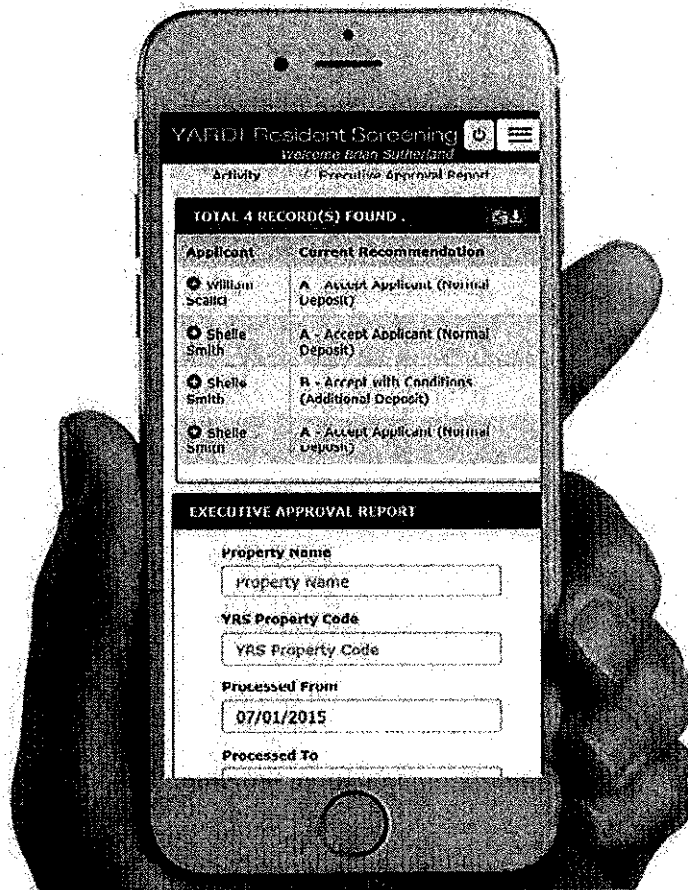 YARDI Resident Screening
Welcome Brian Sutherland
Activity / Executive Approval Report
TOTAL 4 RECORD(S) FOUND .
Applicant Current Recommendation
William A - Accept Applicant (Normal
Scalici Deposit)
Shelle A - Accept Applicant (Normal
Smith Deposit)
Shelle B - Accept with Conditions
Smith (Additional Deposit)
Shelle A - Accept Applicant (Normal
Smith Deposit)
EXECUTIVE APPROVAL REPORT
Property Name
Property Name
YRS Property Code
YRS Property Code
Processed From
07/01/2015
Processed To